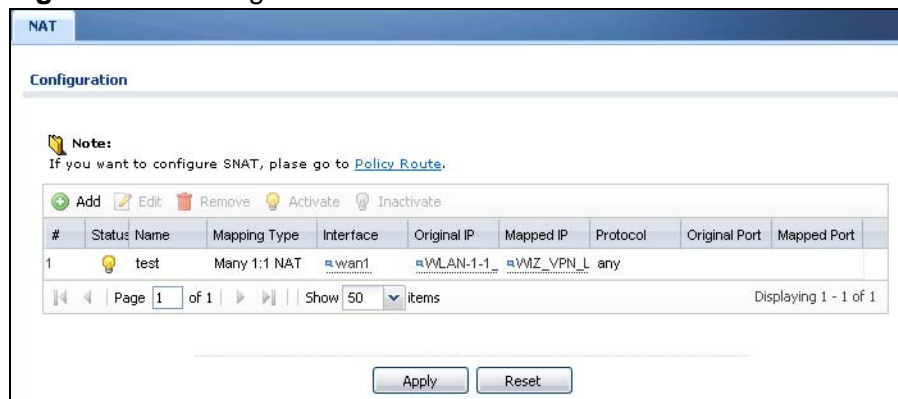 NAT
Configuration
Note:
If you want to configure SNAT, plase go to Policy Route.
Add Edit Remove Activate Inactivate
# Status Name Mapping Type Interface Original IP Mapped IP Protocol Original Port Mapped Port
1 test Many 1:1 NAT wan1 WLAN-1-1_ WIZ_VPN_L any
Page 1 of 1 Show 50 items Displaying 1 - 1 of 1
Apply Reset